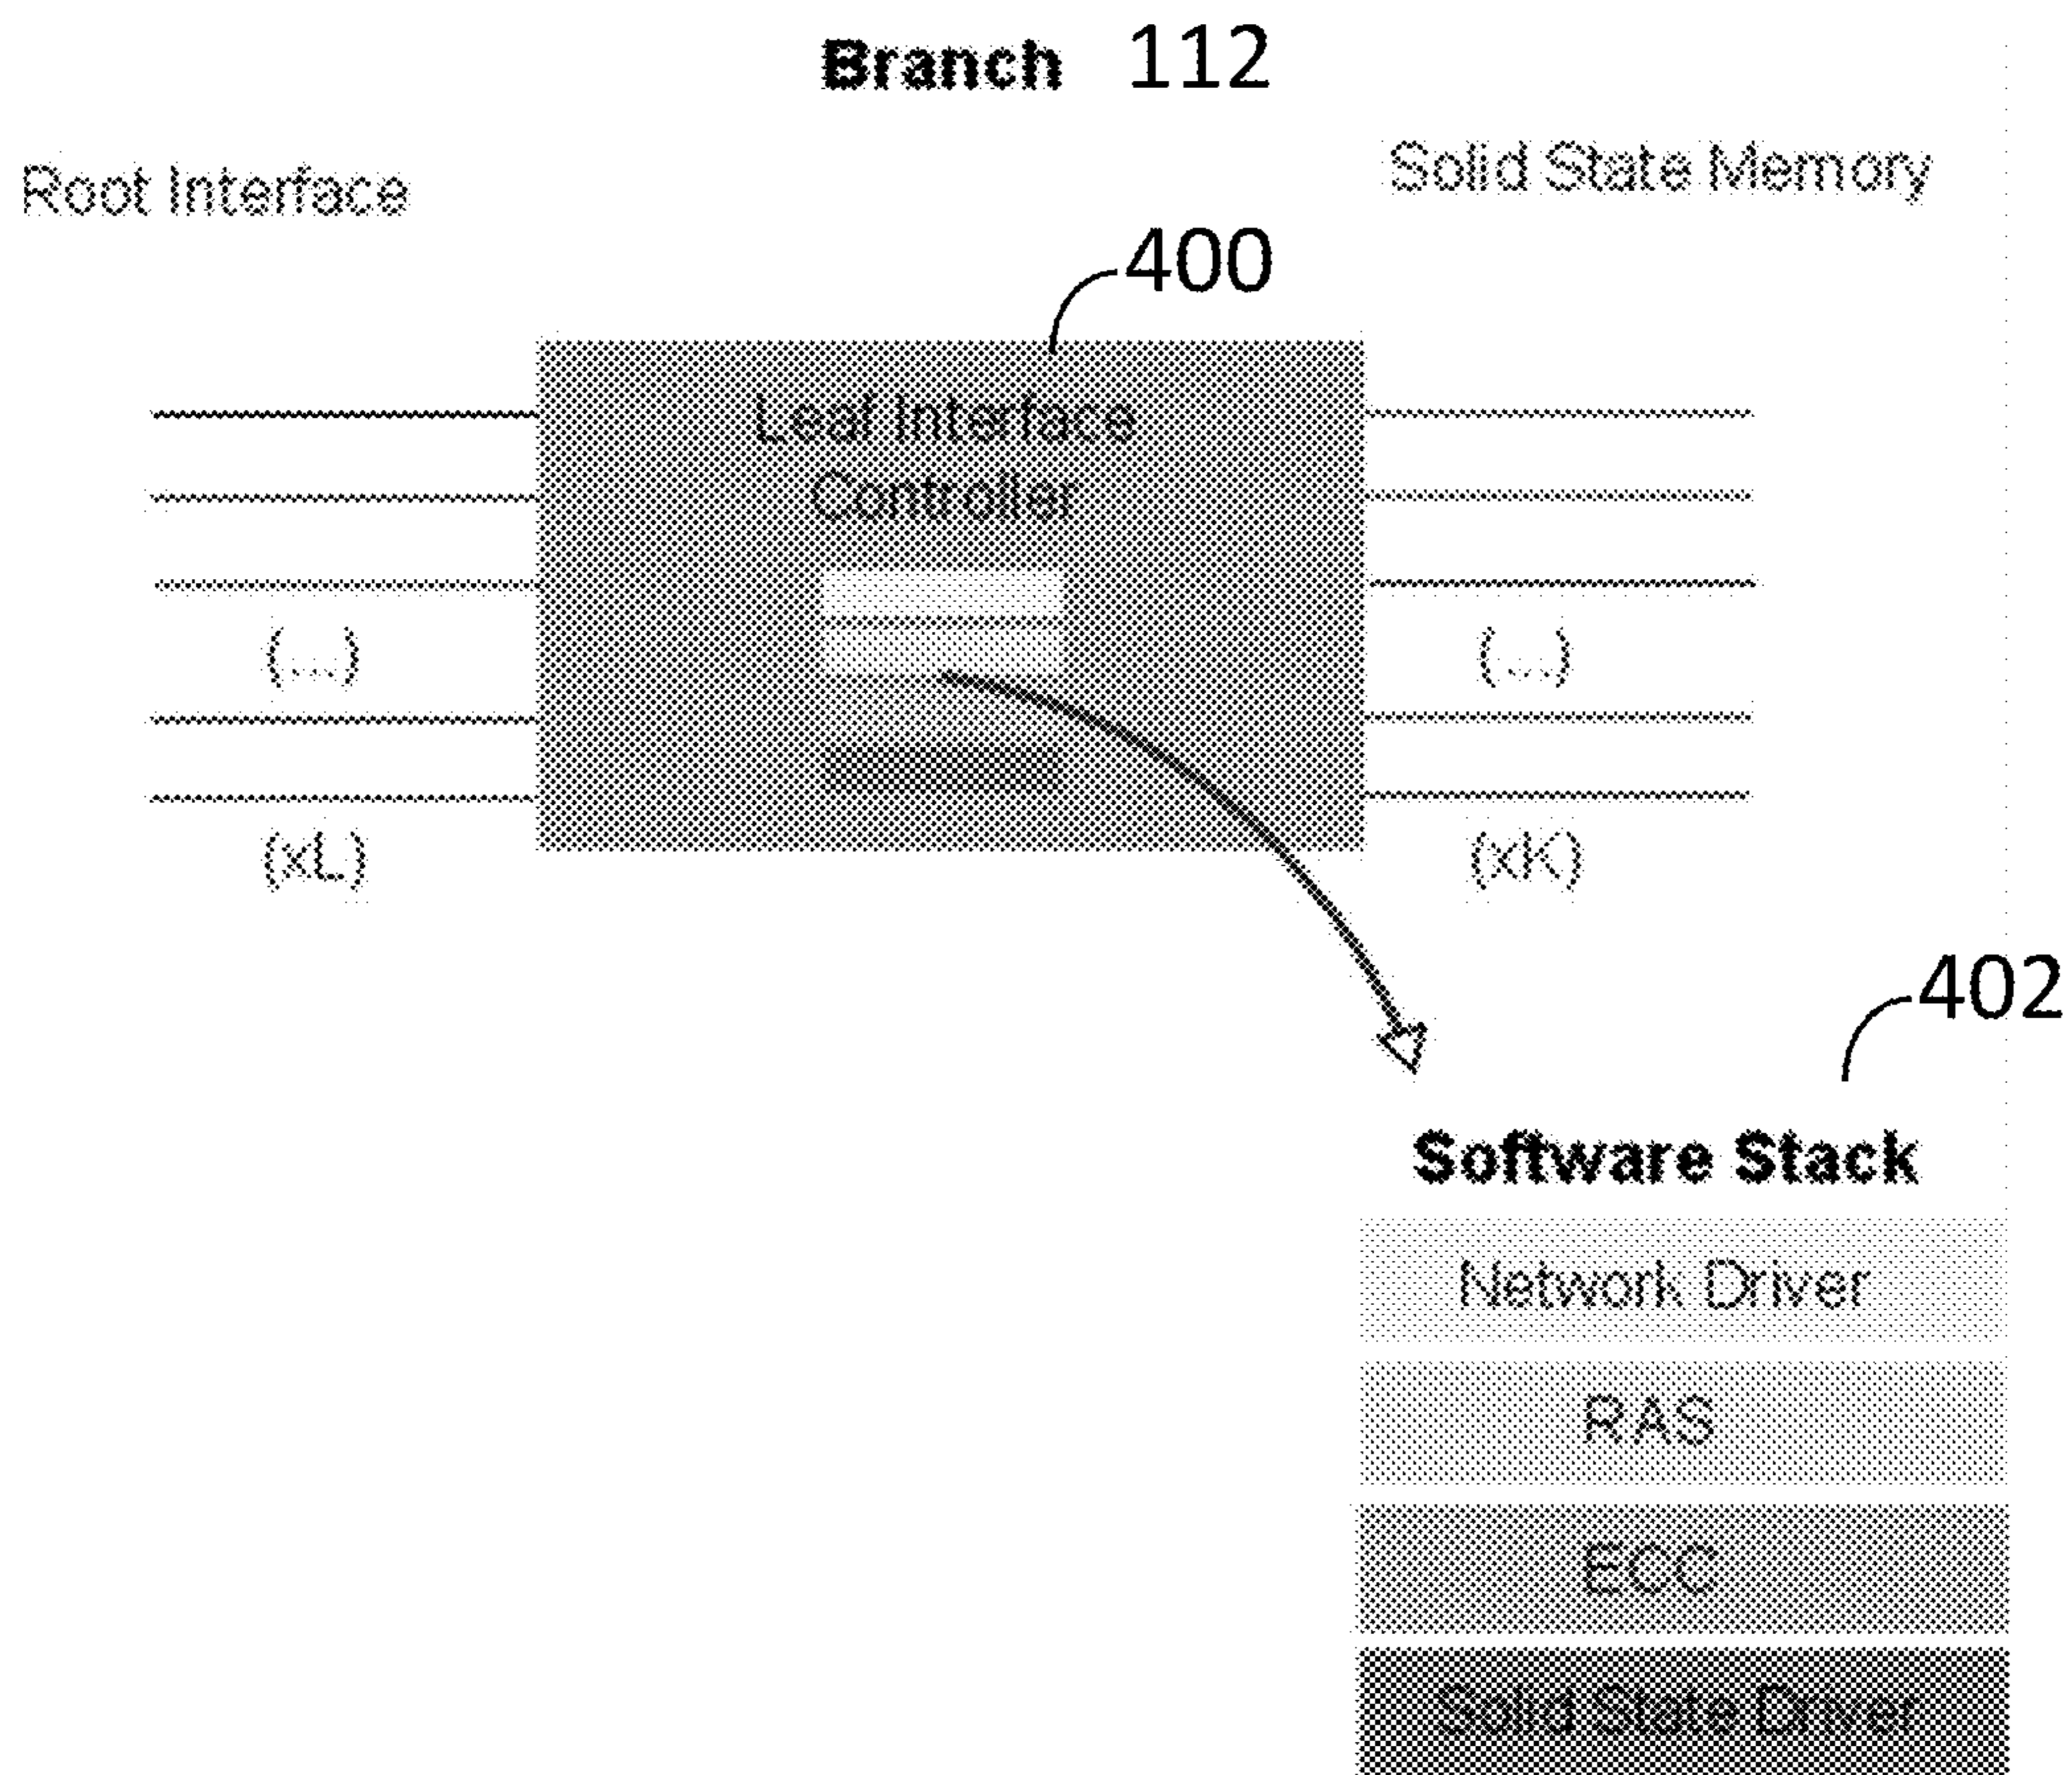 Branch 112
Root Interface
Solid State Memory
400
Leaf Interface
Controller
(...)
(...)
(xL)
(xK)
402
Software Stack
Network Driver
RAS
ECC
Solid State Driver